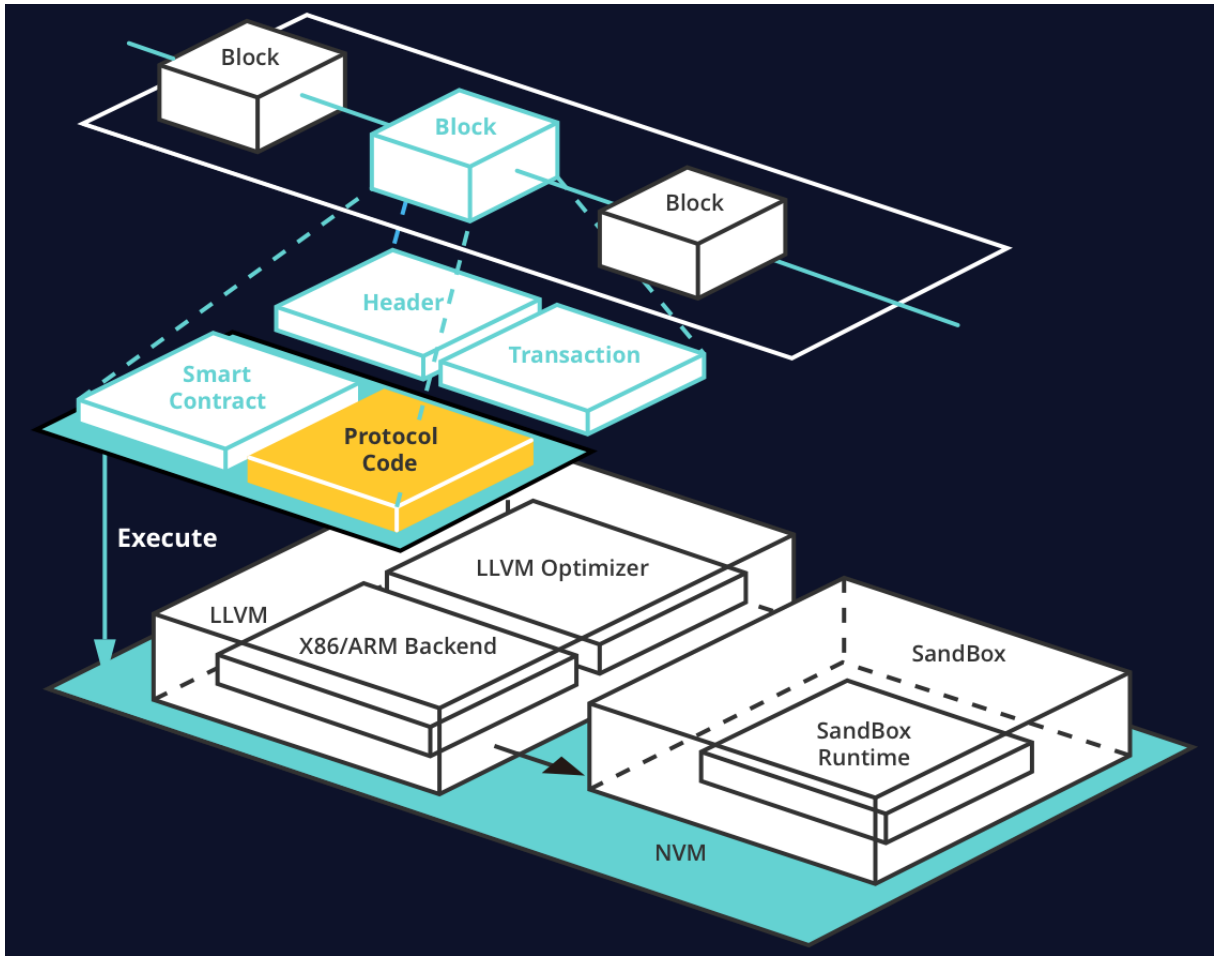 Block
Block
Block
Header
Transaction
Smart
Contract
Protocol
Code
Execute
LLVM Optimizer
LLVM
X86/ARM Backend
SandBox
SandBox
Runtime
NVM